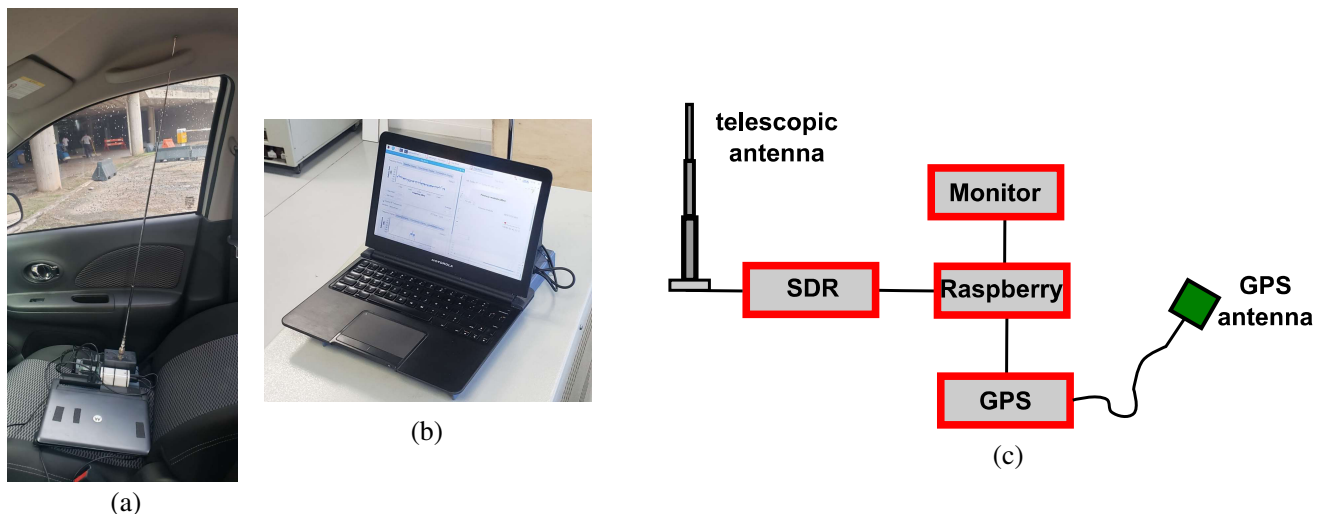 MOTOROLA
telescopic
antenna
Monitor
SDR
Raspberry
GPS
antenna
GPS
(a)
(b)
(c)